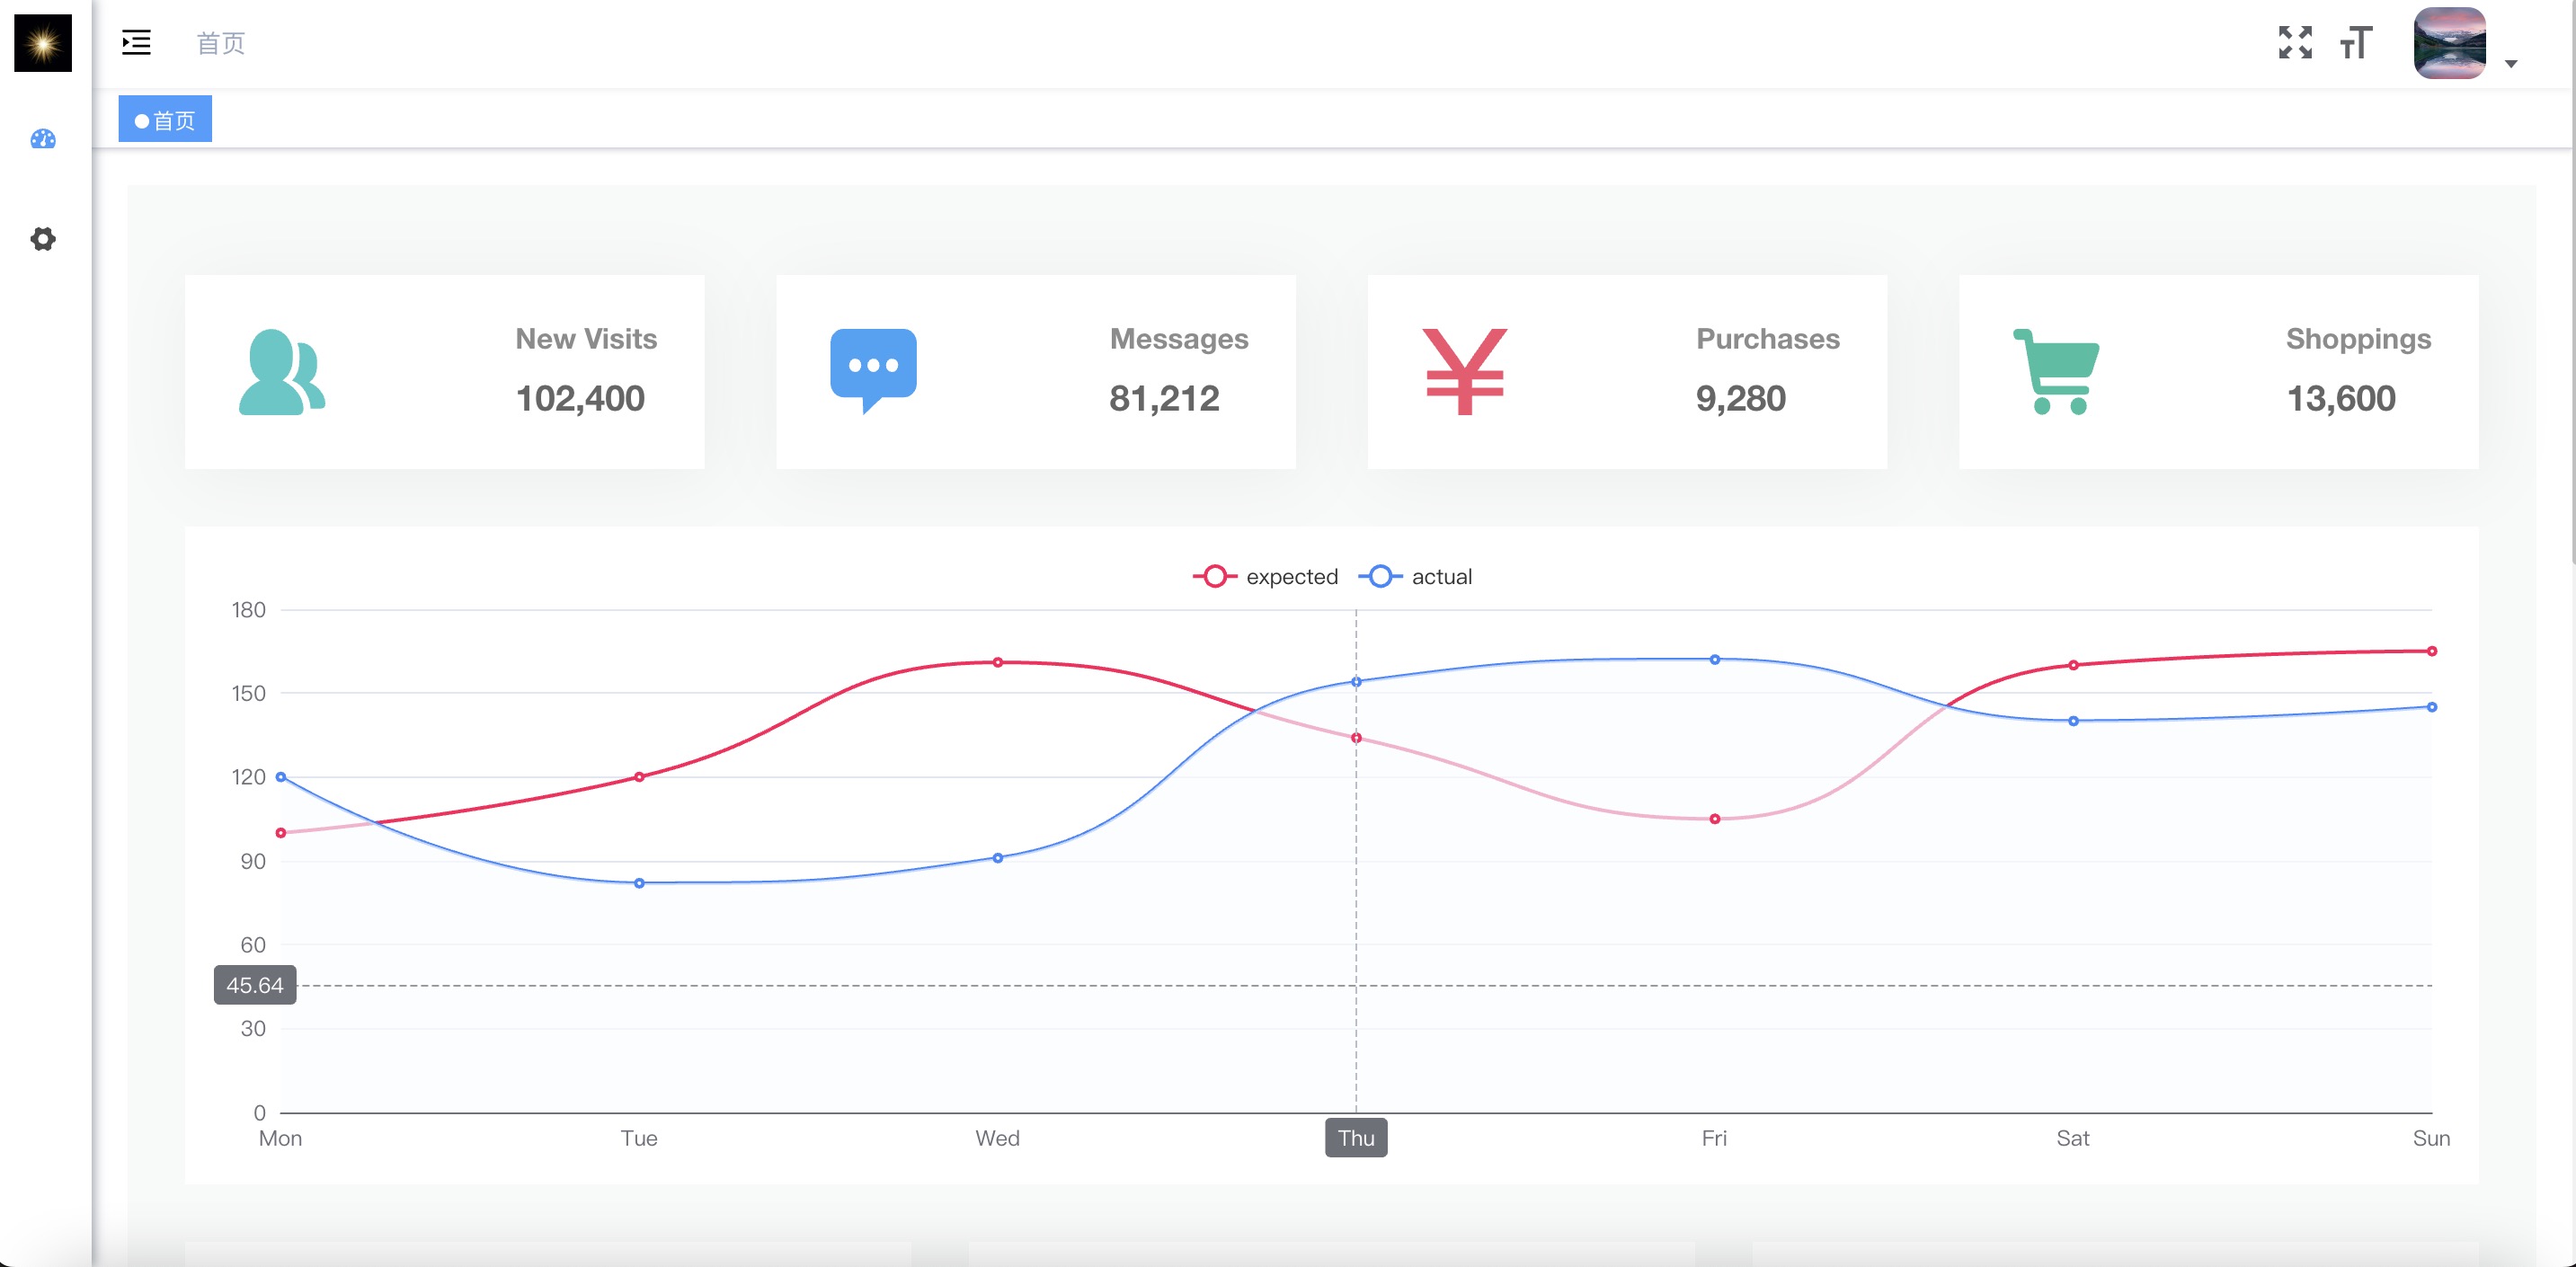 首页
首页
New Visits
102,400
Messages
81,212
Purchases
9,280
Shoppings
13,600
expected actual
180
150
120
90
60
45.64
30
0
Mon Tue Wed Thu Fri Sat Sun